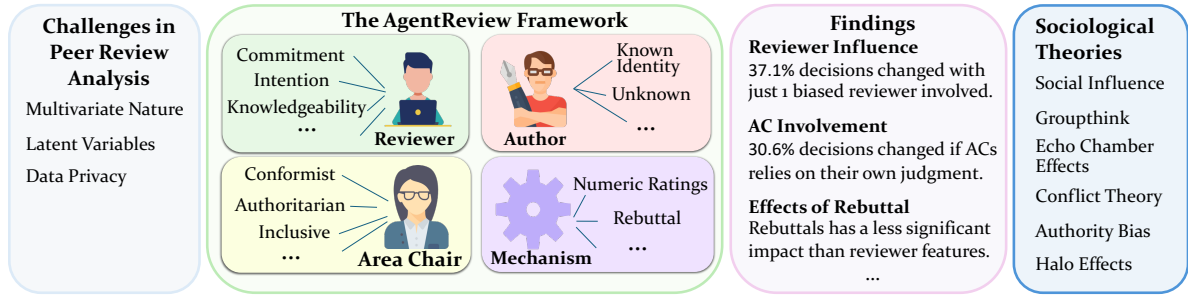 Challenges in
Peer Review
Analysis
Multivariate Nature
Latent Variables
Data Privacy
The AgentReview Framework
Commitment
Intention
Knowledgeability
...
Reviewer
Known
Identity
Unknown
...
Author
Conformist
Authoritarian
Inclusive
...
Area Chair
Numeric Ratings
Rebuttal
...
Mechanism
Findings
Reviewer Influence
37.1% decisions changed with
just 1 biased reviewer involved.
AC Involvement
30.6% decisions changed if ACs
relies on their own judgment.
Effects of Rebuttal
Rebuttals has a less significant
impact than reviewer features.
...
Sociological
Theories
Social Influence
Groupthink
Echo Chamber
Effects
Conflict Theory
Authority Bias
Halo Effects